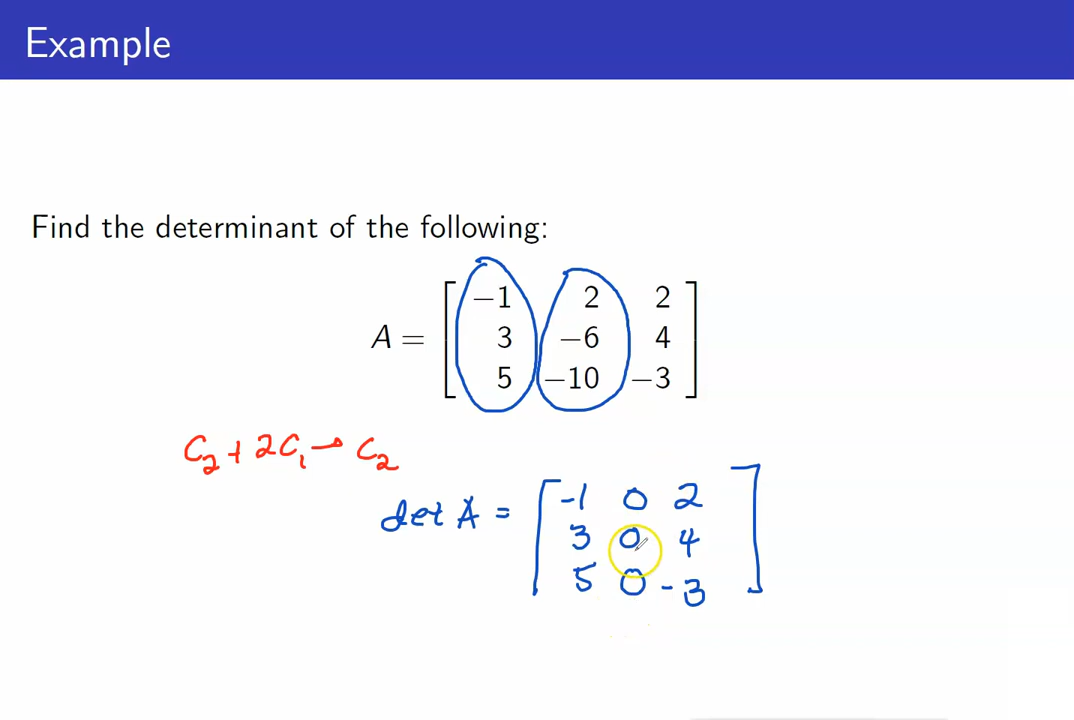 Example
Find the determinant of the following:
A = [ −1 2 2
3 −6 4
5 −10 −3 ]
C₂ + 2C₁ → C₂
det A = [ -1 0 2
3 0 4
5 0 -3 ]